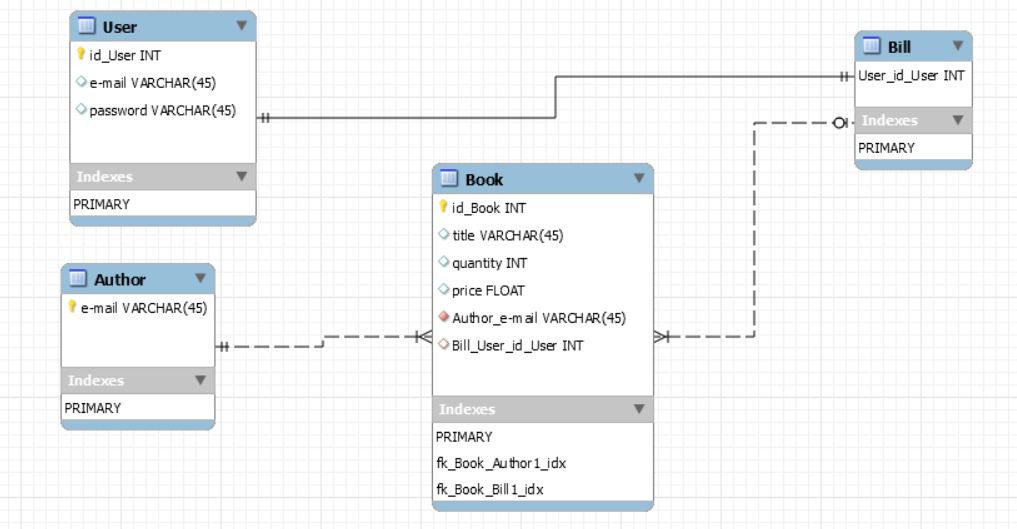 User
id_User INT
e-mail VARCHAR(45)
password VARCHAR(45)
Indexes
PRIMARY
Bill
User_id_User INT
Indexes
PRIMARY
Book
id_Book INT
title VARCHAR(45)
quantity INT
price FLOAT
Author_e-mail VARCHAR(45)
Bill_User_id_User INT
Indexes
PRIMARY
fk_Book_Author1_idx
fk_Book_Bill1_idx
Author
e-mail VARCHAR(45)
Indexes
PRIMARY